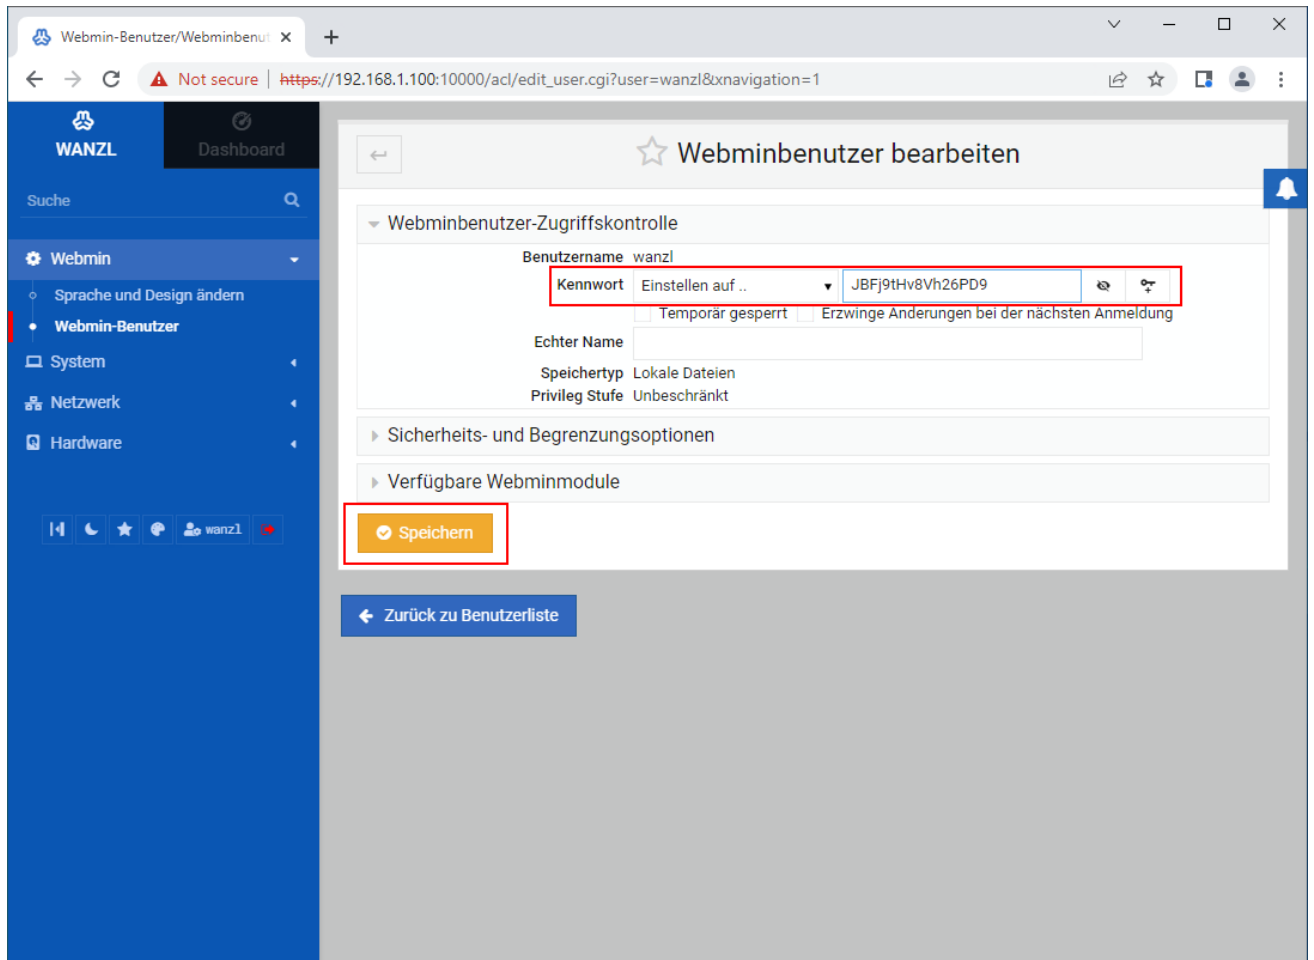 Webmin-Benutzer/Webminbenut
Not secure | https://192.168.1.100:10000/acl/edit_user.cgi?user=wanzl&xnavigation=1
WANZL
Dashboard
Suche
Webmin
Sprache und Design ändern
Webmin-Benutzer
System
Netzwerk
Hardware
wanzl
Webminbenutzer bearbeiten
Webminbenutzer-Zugriffskontrolle
Benutzername wanzl
Kennwort Einstellen auf .. JBFj9tHv8Vh26PD9
Temporär gesperrt Erzwinge Änderungen bei der nächsten Anmeldung
Echter Name
Speichertyp Lokale Dateien
Privileg Stufe Unbeschränkt
Sicherheits- und Begrenzungsoptionen
Verfügbare Webminmodule
Speichern
Zurück zu Benutzerliste